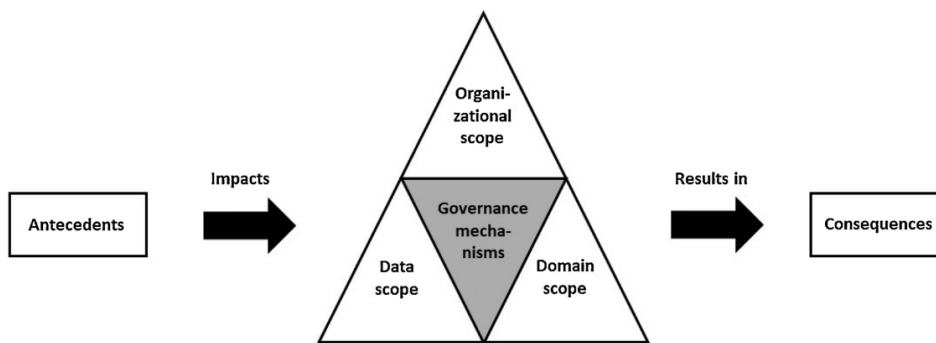 Antecedents
Impacts
Organi-
zational
scope
Governance
mecha-
nisms
Data
scope
Domain
scope
Results in
Consequences